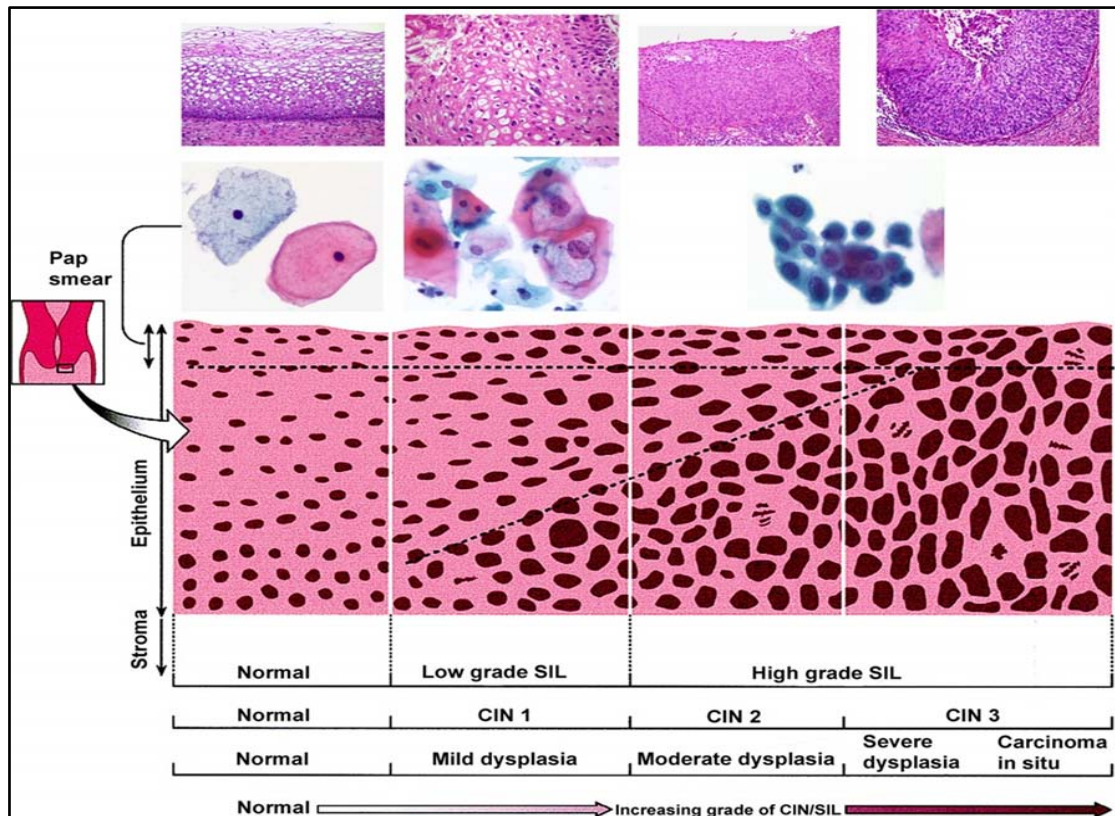 Pap
smear
Epithelium
Stroma
Normal
Low grade SIL
High grade SIL
Normal
CIN 1
CIN 2
CIN 3
Normal
Mild dysplasia
Moderate dysplasia
Severe
dysplasia
Carcinoma
in situ
Normal
Increasing grade of CIN/SIL